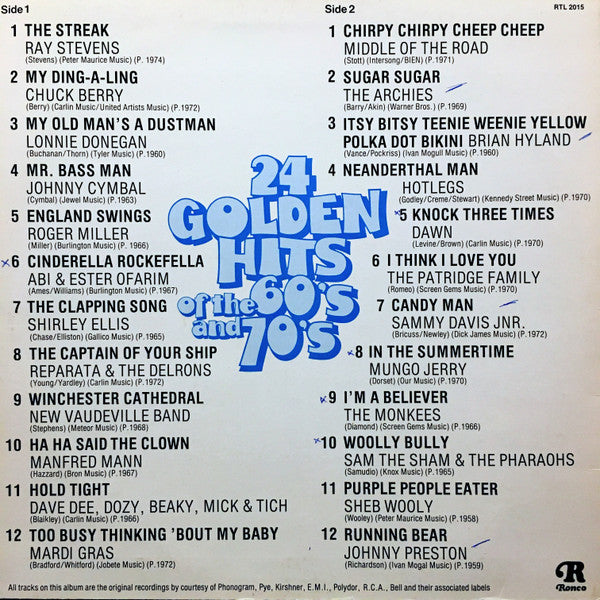 Side 1
1 THE STREAK
RAY STEVENS
(Stevens) (Peter Maurice Music) (P. 1974)
2 MY DING-A-LING
CHUCK BERRY
(Berry) (Carlin Music/United Artists Music) (P. 1972)
3 MY OLD MAN'S A DUSTMAN
LONNIE DONEGAN
(Buchanan/Thorn) (Tyler Music) (P. 1960)
4 MR. BASS MAN
JOHNNY CYMBAL
(Cymbal) (Jewel Music) (P. 1963)
5 ENGLAND SWINGS
ROGER MILLER
(Miller) (Burlington Music) (P. 1966)
6 CINDERELLA ROCKEFELLA
ABI & ESTER OFARIM
(Ames/Williams) (Burlington Music) (P. 1967)
7 THE CLAPPING SONG
SHIRLEY ELLIS
(Chase/Elliston) (Gallico Music) (P. 1965)
8 THE CAPTAIN OF YOUR SHIP
REPARATA & THE DELRONS
(Young/Yardley) (Carlin Music) (P. 1972)
9 WINCHESTER CATHEDRAL
NEW VAUDEVILLE BAND
(Stephens) (Meteor Music) (P. 1968)
10 HA HA SAID THE CLOWN
MANFRED MANN
(Hazzard) (Bron Music) (P. 1967)
11 HOLD TIGHT
DAVE DEE, DOZY, BEAKY, MICK & TICH
(Blaikley) (Carlin Music) (P. 1966)
12 TOO BUSY THINKING 'BOUT MY BABY
MARDI GRAS
(Bradford/Whitford) (Jobete Music) (P. 1972)
24
GOLDEN
HITS
of the 60's
and 70's
Side 2
RTL 2015
1 CHIRPY CHIRPY CHEEP CHEEP
MIDDLE OF THE ROAD
(Stott) (Intersong/BIEN) (P. 1971)
2 SUGAR SUGAR
THE ARCHIES
(Barry/Akin) (Warner Bros.) (P. 1969)
3 ITSY BITSY TEENIE WEENIE YELLOW
POLKA DOT BIKINI BRIAN HYLAND
(Vance/Pockriss) (Ivan Mogull Music) (P. 1960)
4 NEANDERTHAL MAN
HOTLEGS
(Godley/Creme/Stewart) (Kennedy Street Music) (P. 1970)
5 KNOCK THREE TIMES
DAWN
(Levine/Brown) (Carlin Music) (P. 1970)
6 I THINK I LOVE YOU
THE PATRIDGE FAMILY
(Romeo) (Screen Gems Music) (P. 1970)
7 CANDY MAN
SAMMY DAVIS JNR.
(Bricuss/Newley) (Dick James Music) (P. 1972)
8 IN THE SUMMERTIME
MUNGO JERRY
(Dorset) (Our Music) (P. 1970)
9 I'M A BELIEVER
THE MONKEES
(Diamond) (Screen Gems Music) (P. 1966)
10 WOOLLY BULLY
SAM THE SHAM & THE PHARAOHS
(Samudio) (Knox Music) (P. 1965)
11 PURPLE PEOPLE EATER
SHEB WOOLY
(Wooley) (Peter Maurice Music) (P. 1958)
12 RUNNING BEAR
JOHNNY PRESTON
(Richardson) (Ivan Mogal Music) (P. 1959)
All tracks on this album are the original recordings by courtesy of Phonogram, Pye, Kirshner, E.M.I., Polydor, R.C.A., Bell and their associated labels
R
Ronco